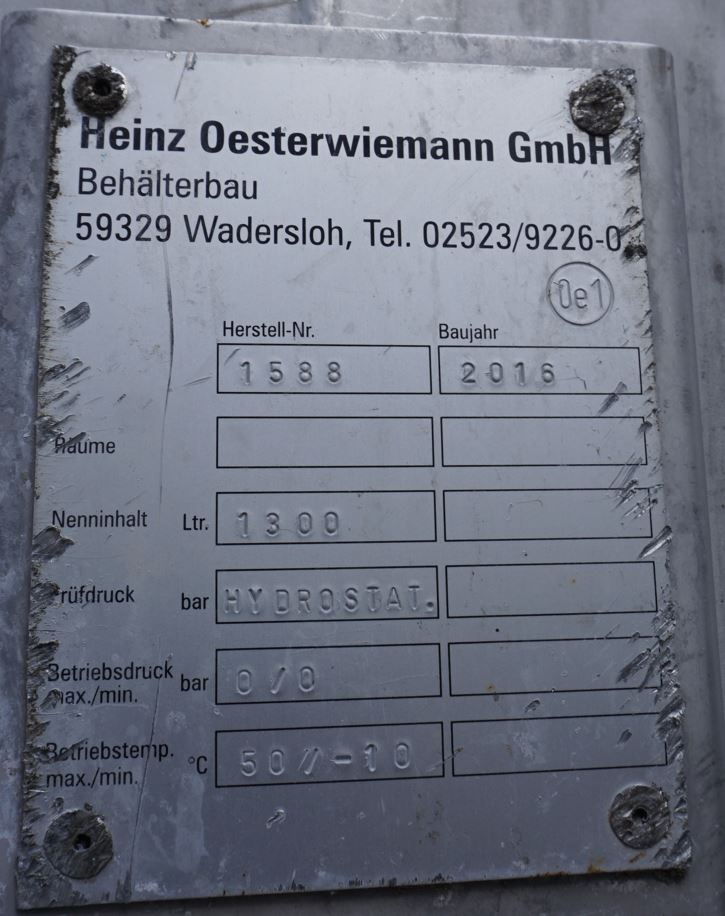 Heinz Oesterwiemann GmbH
Behälterbau
59329 Wadersloh, Tel. 02523/9226-0
Oe1
Herstell-Nr. Baujahr
1588 2016
Räume
Nenninhalt Ltr. 1300
Prüfdruck bar HYDROSTAT.
Betriebsdruck
max./min. bar 0/0
Betriebstemp.
max./min. °C 50//-10